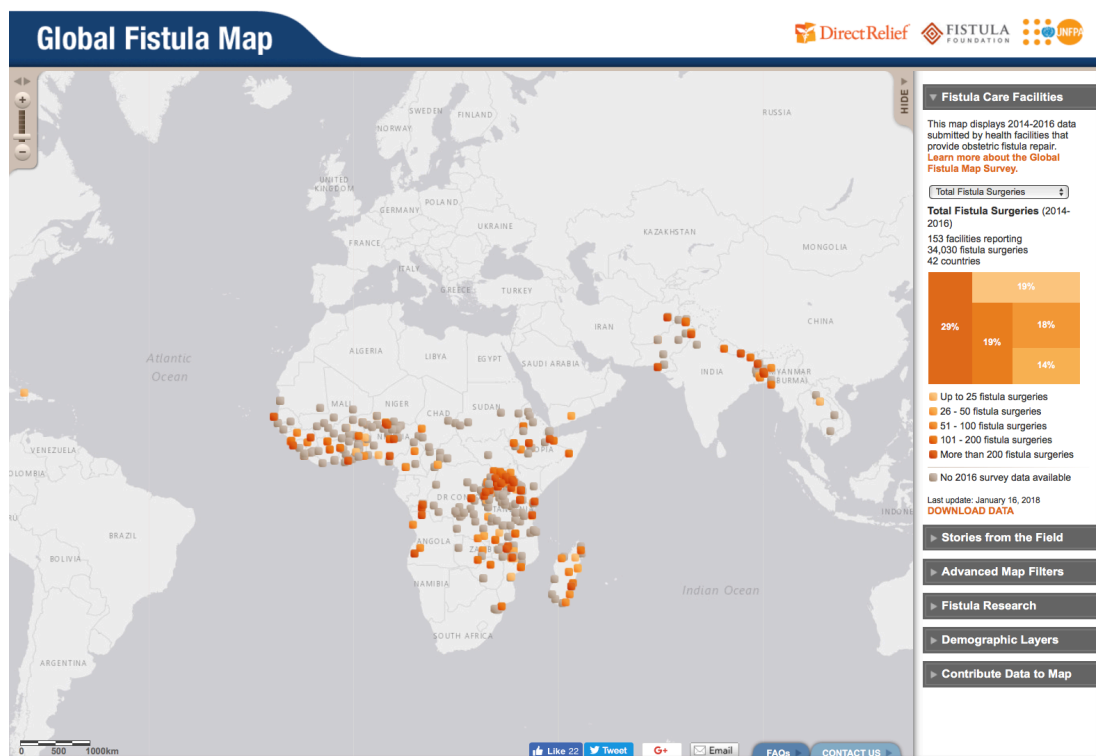 Global Fistula Map
DirectRelief
FISTULA
FOUNDATION
UNFPA
HIDE
SWEDEN
FINLAND
RUSSIA
NORWAY
UNITED
KINGDOM
POLAND
GERMANY
UKRAINE
KAZAKHSTAN
FRANCE
MONGOLIA
ITALY
GREECE
TURKEY
CHINA
IRAN
Atlantic
Ocean
ALGERIA
LIBYA
EGYPT
SAUDI ARABIA
INDIA
MYANMAR
BURMA)
MALI
NIGER
CHAD
SUDAN
VENEZUELA
OLOMBIA
OPIA
DR CON
TAN
INDONE
RU
BRAZIL
ANGOLA
ZAMB
BOLIVIA
NAMIBIA
Indian Ocean
SOUTH AFRICA
ARGENTINA
0 500 1000km
Like 22
Tweet
G+
Email
FAQs
CONTACT US
Fistula Care Facilities
This map displays 2014-2016 data
submitted by health facilities that
provide obstetric fistula repair.
Learn more about the Global
Fistula Map Survey.
Total Fistula Surgeries
Total Fistula Surgeries (2014-
2016)
153 facilities reporting
34,030 fistula surgeries
42 countries
19%
29%
19%
18%
14%
Up to 25 fistula surgeries
26 - 50 fistula surgeries
51 - 100 fistula surgeries
101 - 200 fistula surgeries
More than 200 fistula surgeries
No 2016 survey data available
Last update: January 16, 2018
DOWNLOAD DATA
Stories from the Field
Advanced Map Filters
Fistula Research
Demographic Layers
Contribute Data to Map